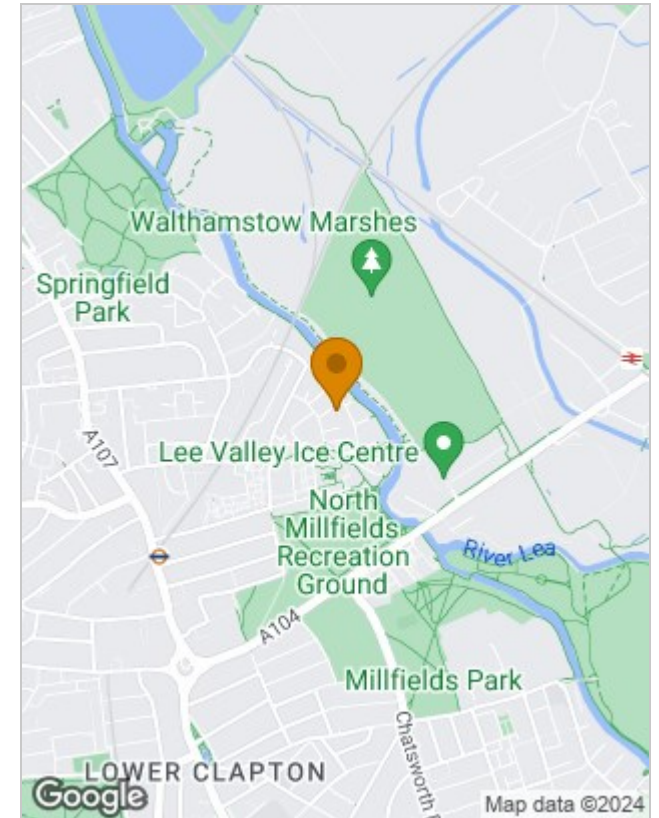 Walthamstow Marshes
Springfield
Park
A107
Lee Valley Ice Centre
North
Millfields
Recreation
Ground
River Lea
A104
Millfields Park
Chatsworth
LOWER CLAPTON
Google
Map data ©2024